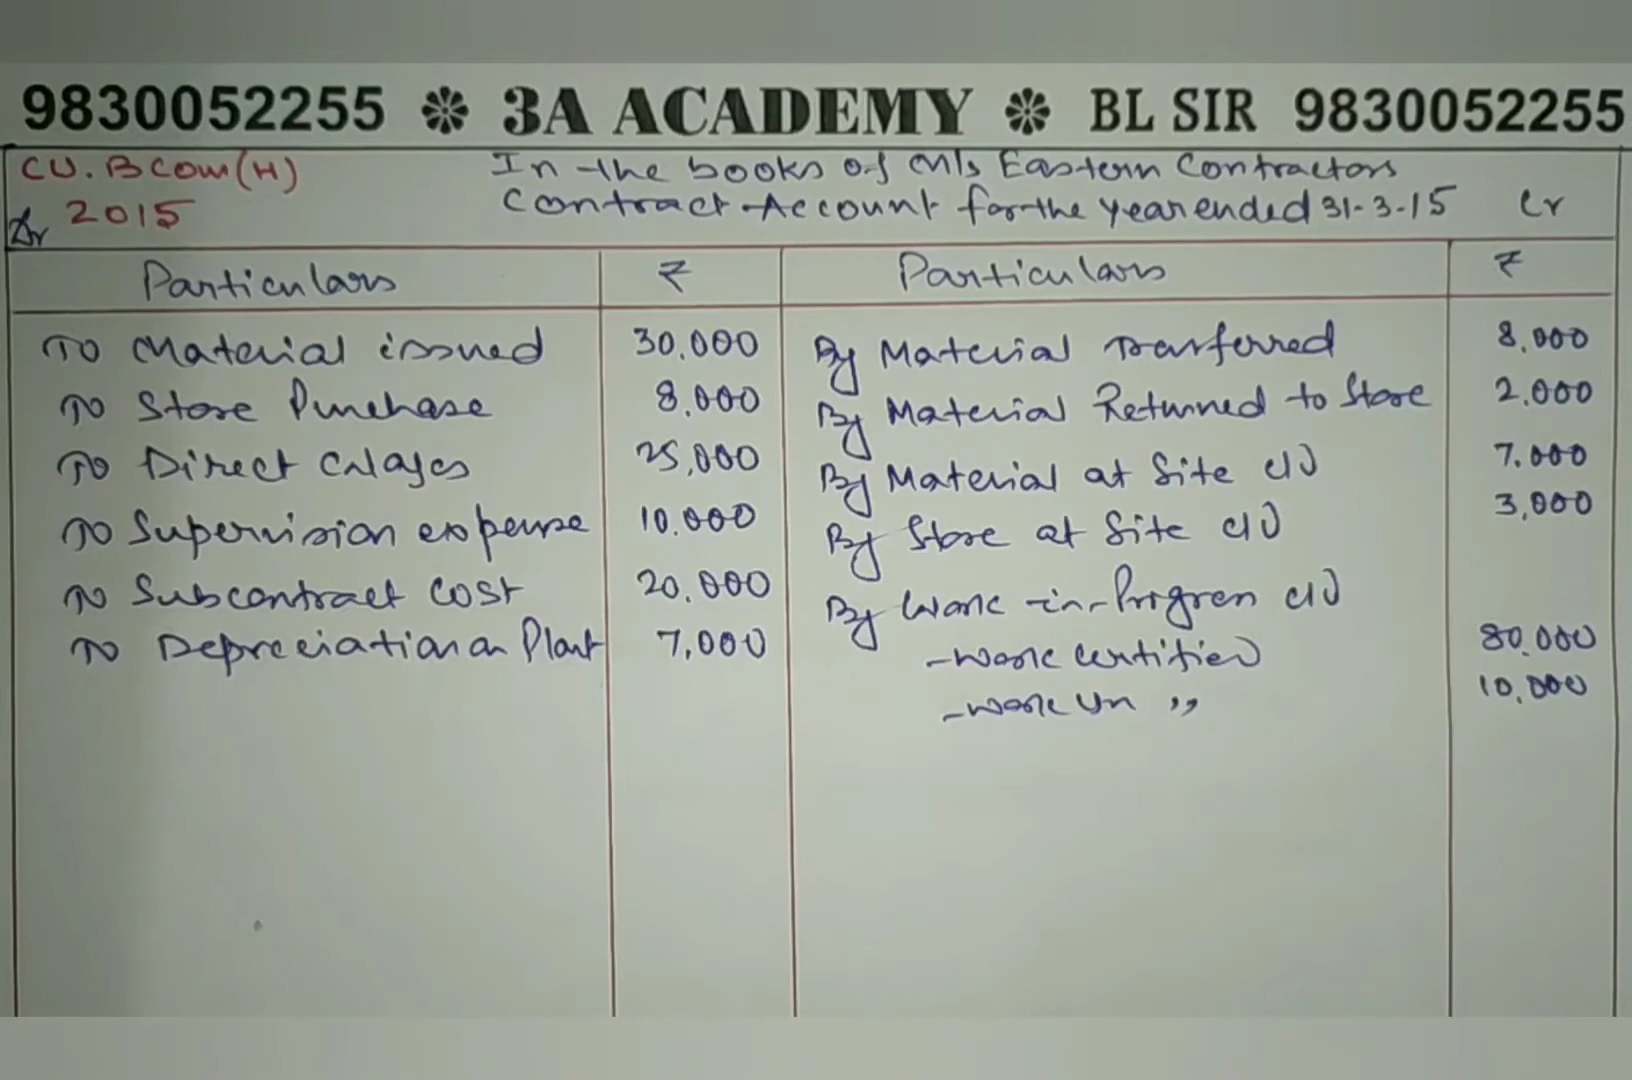 9830052255 ❋ 3A ACADEMY ❋ BL SIR 9830052255
CU. BCom(H) In the books of M/s Eastern Contractors
2015 Contract Account for the year ended 31-3-15
Dr Cr
Particulars ₹ Particulars ₹
To Material issued 30,000 By Material Transferred 8,000
To Store Purchase 8,000 By Material Returned to Store 2,000
To Direct Wages 25,000 By Material at Site c/d 7,000
To Supervision expense 10,000 By Store at Site c/d 3,000
To Subcontract Cost 20,000 By Work-in-Progress c/d
To Depreciation on Plant 7,000 -Work Certified 80,000
-Work Un ,, 10,000